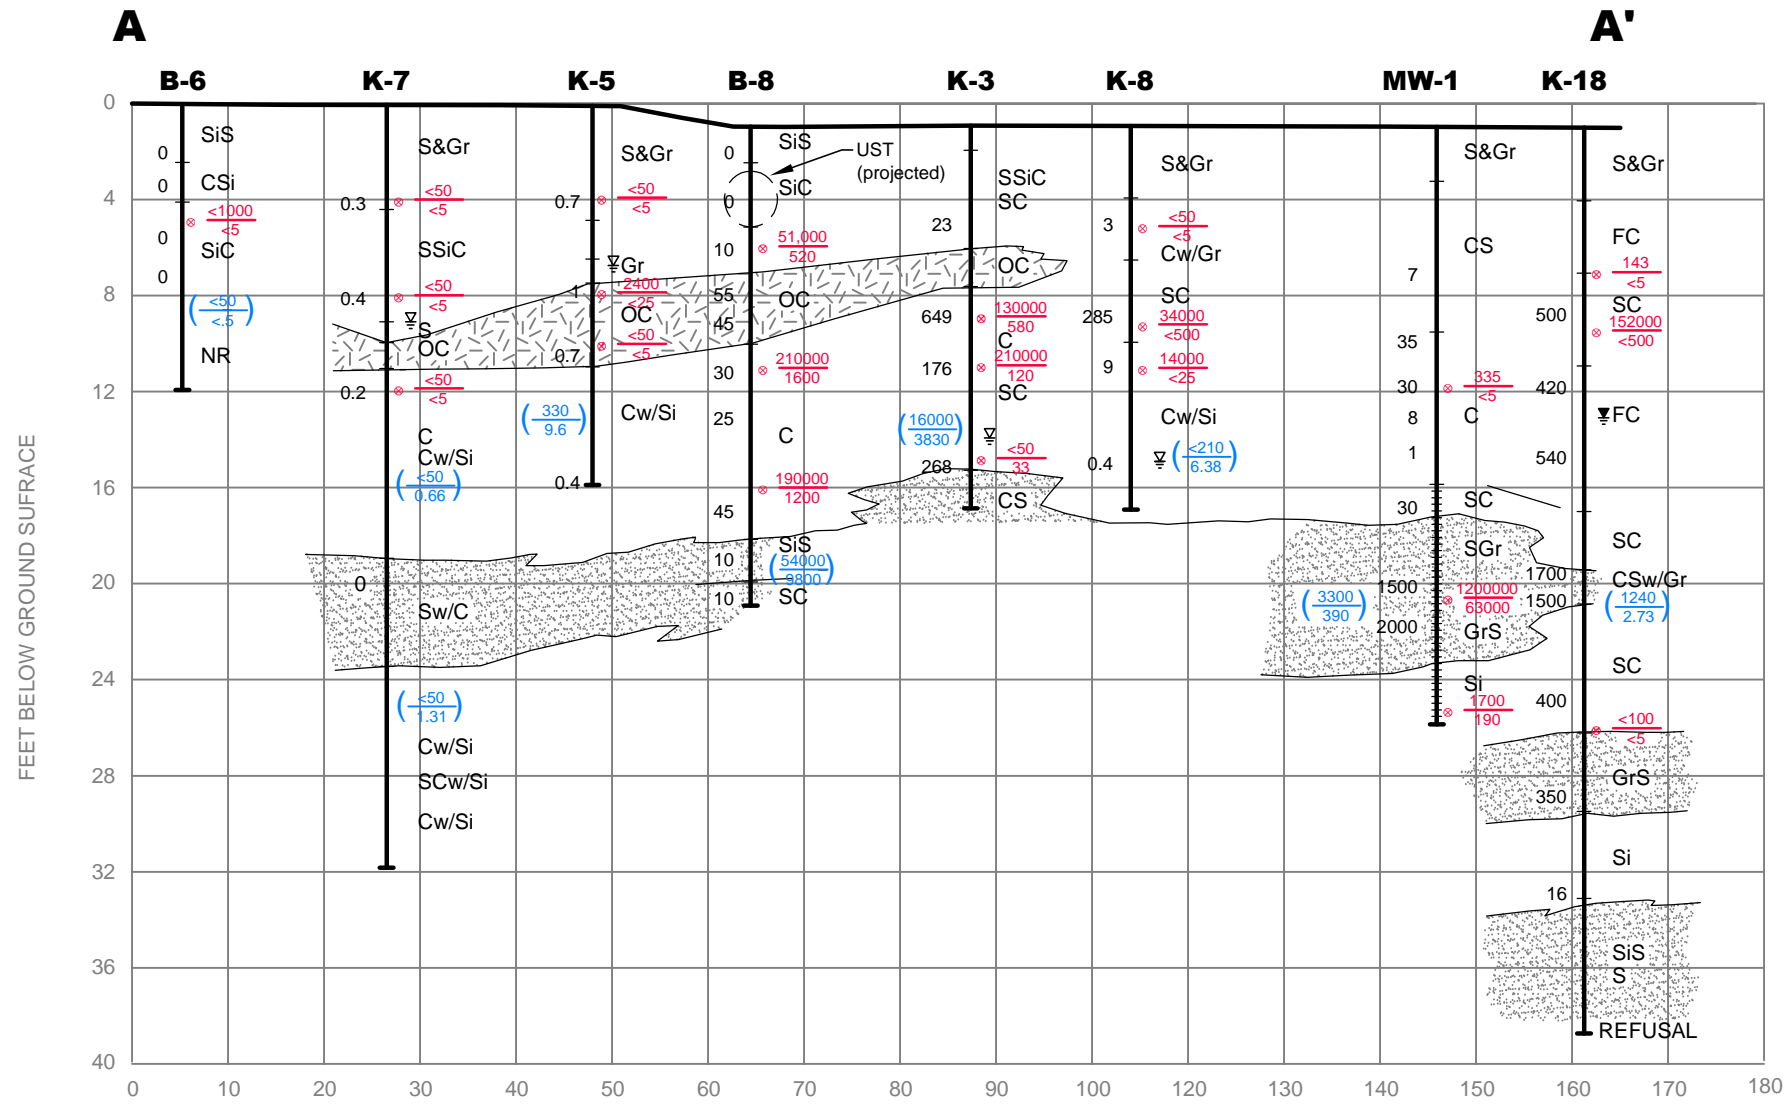 A
A'
B-6
K-7
K-5
B-8
K-3
K-8
MW-1
K-18
FEET BELOW GROUND SUFRACE
0
4
8
12
16
20
24
28
32
36
40
0
10
20
30
40
50
60
70
80
90
100
110
120
130
140
150
160
170
180
SiS
0
CSi
0
<1000
<5
0
SiC
0
<50
<.5
NR
S&Gr
0.3
<50
<5
SSiC
0.4
<50
<5
S
OC
0.2
<50
<5
C
Cw/Si
<50
0.66
0
Sw/C
<50
1.31
Cw/Si
SCw/Si
Cw/Si
S&Gr
0.7
<50
<5
Gr
1
2400
<25
OC
0.7
<50
<5
330
9.6
Cw/Si
0.4
0
SiS
UST
(projected)
SiC
0
10
51,000
520
55
OC
45
30
210000
1600
25
C
190000
1200
45
SiS
10
54000
9800
10
SC
SSiC
SC
23
OC
649
130000
580
C
176
210000
120
SC
16000
3830
268
<50
33
CS
S&Gr
3
<50
<5
Cw/Gr
SC
285
34000
<500
9
14000
<25
Cw/Si
0.4
<210
6.38
S&Gr
CS
7
35
30
335
<5
8
C
1
SC
30
SGr
1500
1200000
63000
3300
390
2000
GrS
Si
1700
190
S&Gr
FC
143
<5
SC
500
152000
<500
420
FC
540
SC
1700
CSw/Gr
1500
1240
2.73
SC
400
<100
<5
GrS
350
Si
16
SiS
S
REFUSAL